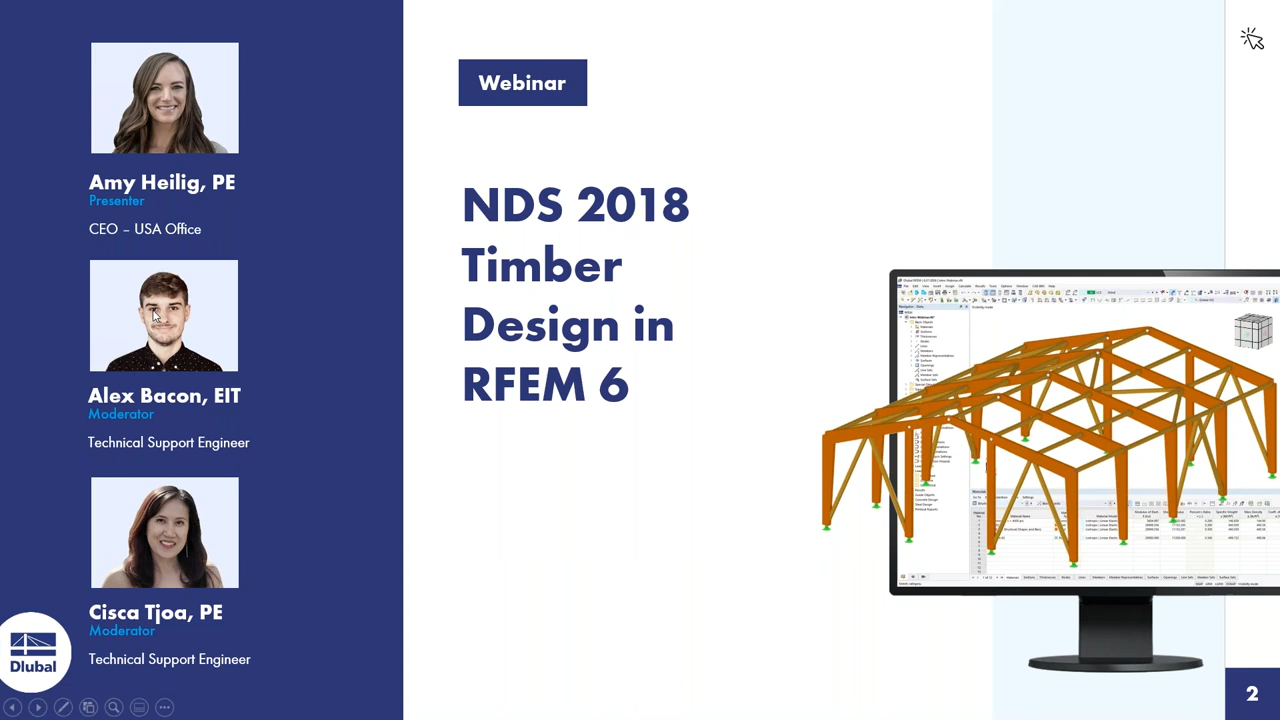 Amy Heilig, PE
Presenter
CEO – USA Office
Alex Bacon, EIT
Moderator
Technical Support Engineer
Cisca Tjoa, PE
Moderator
Technical Support Engineer
Dlubal
Webinar
NDS 2018
Timber
Design in
RFEM 6
2